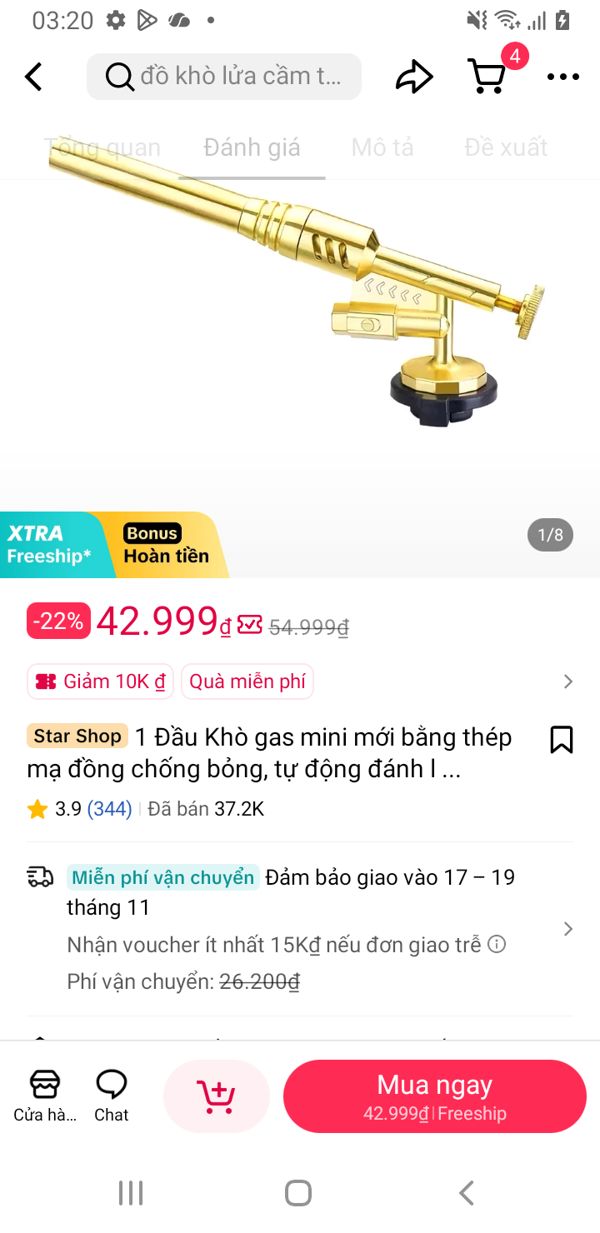 03:20
4
đồ khò lửa cầm t...
Tổng quan
Đánh giá
Mô tả
Đề xuất
XTRA
Freeship*
Bonus
Hoàn tiền
1/8
-22% 42.999₫ 54.999₫
Giảm 10K ₫
Quà miễn phí
Star Shop 1 Đầu Khò gas mini mới bằng thép
mạ đồng chống bỏng, tự động đánh l ...
3.9 (344) Đã bán 37.2K
Miễn phí vận chuyển Đảm bảo giao vào 17 – 19
tháng 11
Nhận voucher ít nhất 15K₫ nếu đơn giao trễ
Phí vận chuyển: 26.200₫
Cửa hà...
Chat
Mua ngay
42.999₫ | Freeship